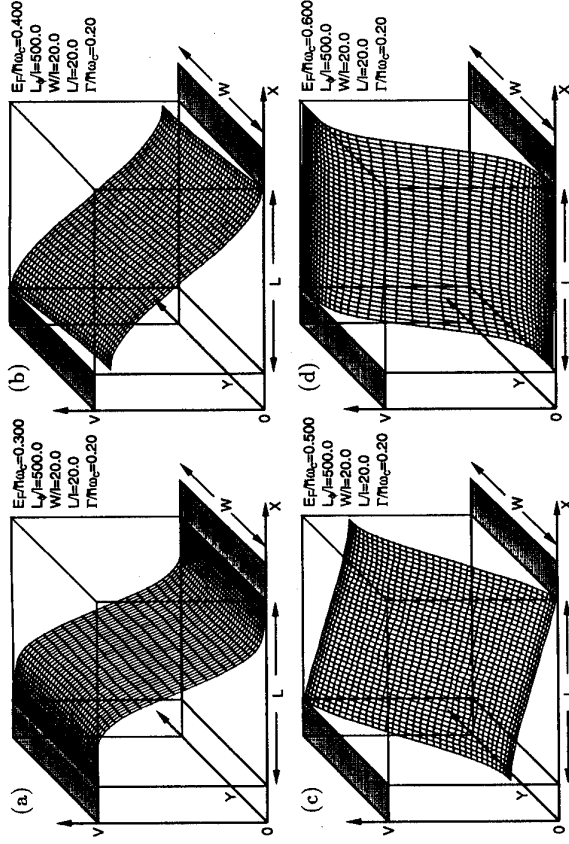 (a)
E_F/ħω_c=0.300
L_φ/l=500.0
W/l=20.0
L/l=20.0
Γ/ħω_c=0.20
V
Y
W
0
L
X
(b)
E_F/ħω_c=0.400
L_φ/l=500.0
W/l=20.0
L/l=20.0
Γ/ħω_c=0.20
V
Y
W
0
L
X
(c)
E_F/ħω_c=0.500
L_φ/l=500.0
W/l=20.0
L/l=20.0
Γ/ħω_c=0.20
V
Y
W
0
L
X
(d)
E_F/ħω_c=0.600
L_φ/l=500.0
W/l=20.0
L/l=20.0
Γ/ħω_c=0.20
V
Y
W
0
L
X